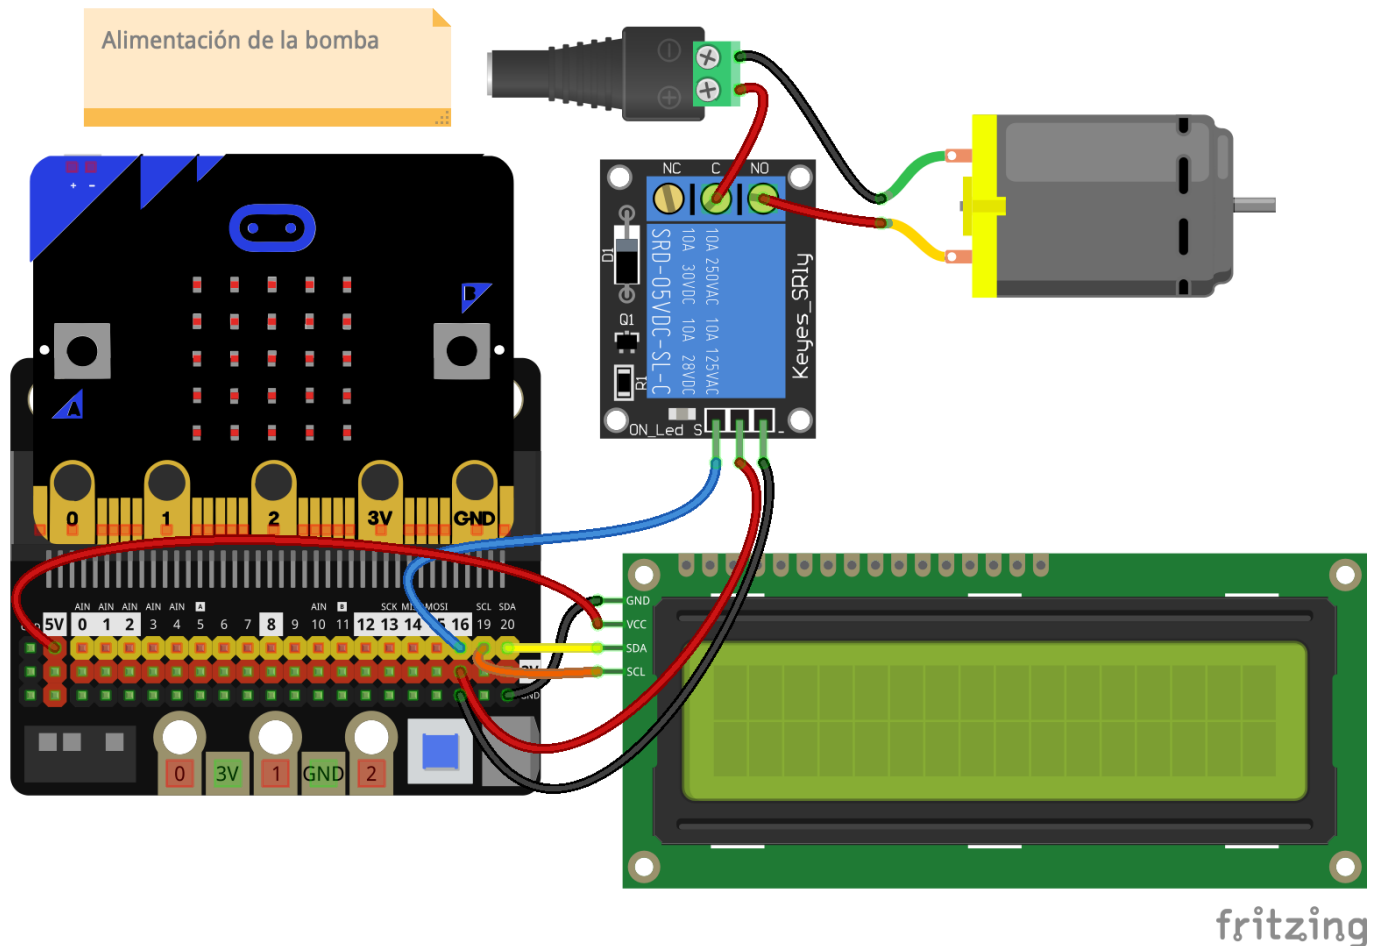 Alimentación de la bomba
+ −
− +
NC C NO
SRD-05VDC-SL-C
10A 30VDC 10A 28VDC
10A 250VAC 10A 125VAC
Keyes_SRly
D1
Q1
R1
ON_Led S -
B
A
0 1 2 3V GND
AIN AIN AIN AIN AIN A AIN B SCK MOSI SCL SDA
5V 0 1 2 3 4 5 6 7 8 9 10 11 12 13 14 15 16 19 20
GND
0 3V 1 GND 2
GND
VCC
SDA
SCL
fritzing